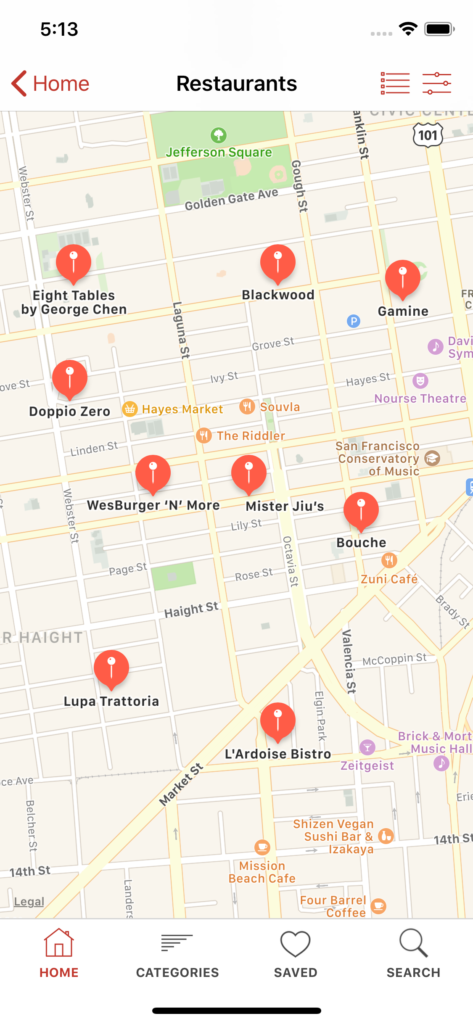 5:13
Home
Restaurants
CIVIC CENTE
101
Jefferson Square
Franklin St
Gough St
Webster St
Golden Gate Ave
Eight Tables
by George Chen
Blackwood
Gamine
FR
C
Laguna St
P
Grove St
Davi
Sym
Ivy St
Hayes St
Nourse Theatre
ove St
Doppio Zero
Hayes Market
Souvla
The Riddler
Linden St
San Francisco
Conservatory
of Music
WesBurger ‘N’ More
Mister Jiu’s
Webster St
Lily St
Bouche
Octavia St
Page St
Rose St
Zuni Café
Haight St
Brady St
R HAIGHT
Valencia St
McCoppin St
Lupa Trattoria
Elgin Park
L'Ardoise Bistro
Brick & Mort
Music Hall
Zeitgeist
Market St
ce Ave
Erie
Belcher St
Shizen Vegan
Sushi Bar &
Izakaya
14th St
14th St
Mission
Beach Cafe
Landers
Four Barrel
Coffee
Legal
HOME
CATEGORIES
SAVED
SEARCH